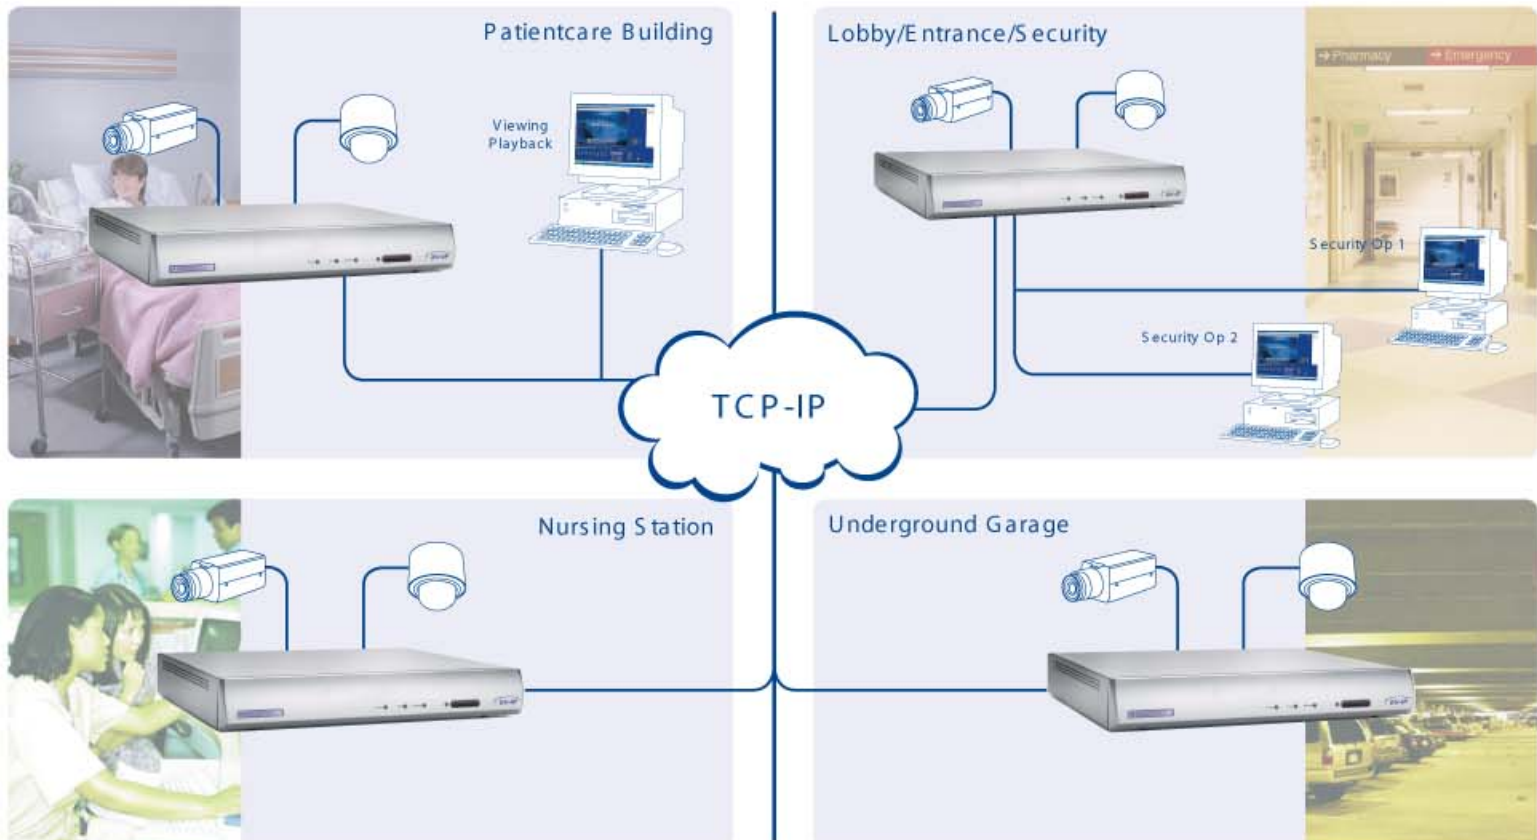 Patientcare Building
Viewing
Playback
Lobby/Entrance/Security
→Pharmacy →Emergency
Security Op 1
Security Op 2
TCP-IP
Nursing Station
Underground Garage